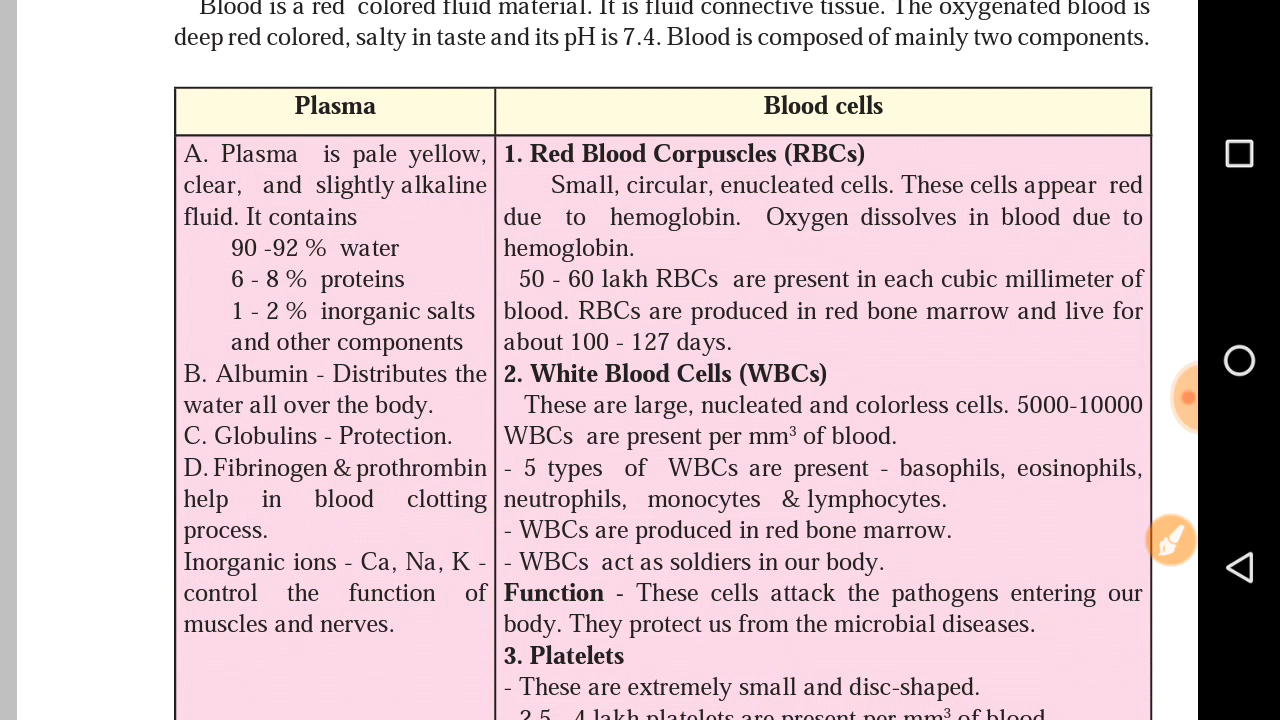 Blood is a red colored fluid material. It is fluid connective tissue. The oxygenated blood is
deep red colored, salty in taste and its pH is 7.4. Blood is composed of mainly two components.
Plasma
A. Plasma is pale yellow,
clear, and slightly alkaline
fluid. It contains
90 -92 % water
6 - 8 % proteins
1 - 2 % inorganic salts
and other components
B. Albumin - Distributes the
water all over the body.
C. Globulins - Protection.
D. Fibrinogen & prothrombin
help in blood clotting
process.
Inorganic ions - Ca, Na, K -
control the function of
muscles and nerves.
Blood cells
1. Red Blood Corpuscles (RBCs)
Small, circular, enucleated cells. These cells appear red
due to hemoglobin. Oxygen dissolves in blood due to
hemoglobin.
50 - 60 lakh RBCs are present in each cubic millimeter of
blood. RBCs are produced in red bone marrow and live for
about 100 - 127 days.
2. White Blood Cells (WBCs)
These are large, nucleated and colorless cells. 5000-10000
WBCs are present per mm³ of blood.
- 5 types of WBCs are present - basophils, eosinophils,
neutrophils, monocytes & lymphocytes.
- WBCs are produced in red bone marrow.
- WBCs act as soldiers in our body.
Function - These cells attack the pathogens entering our
body. They protect us from the microbial diseases.
3. Platelets
- These are extremely small and disc-shaped.
- 2.5 - 4 lakh platelets are present per mm³ of blood.